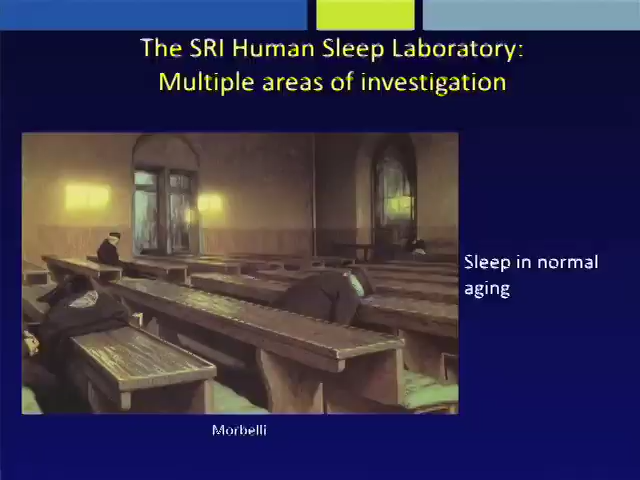 The SRI Human Sleep Laboratory:
Multiple areas of investigation
Sleep in normal
aging
Morbelli